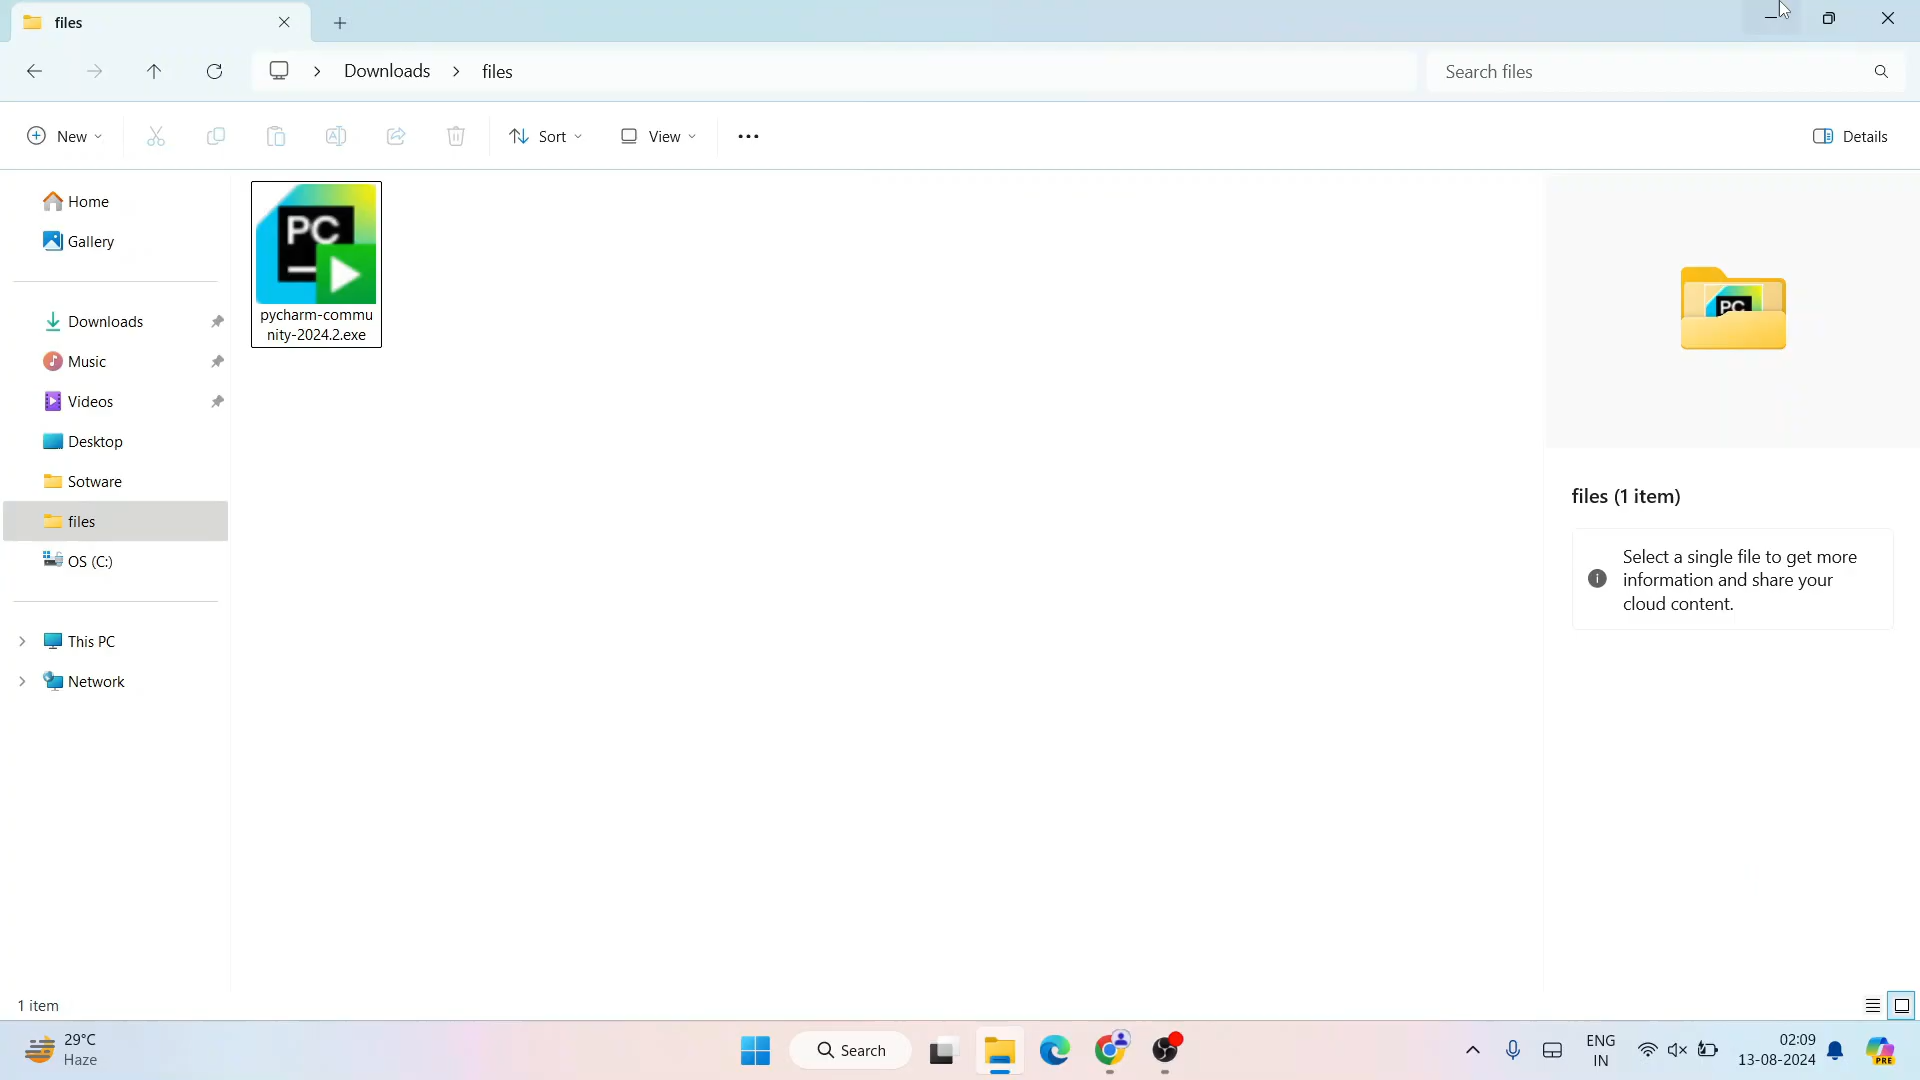 files
Downloads
files
Search files
New
Sort
View
Details
Home
Gallery
Downloads
Music
Videos
Desktop
Sotware
files
OS (C:)
This PC
Network
PC
pycharm-commu
nity-2024.2.exe
PC
files (1 item)
Select a single file to get more
information and share your
cloud content.
1 item
29°C
Haze
Search
ENG
IN
02:09
13-08-2024
PRE